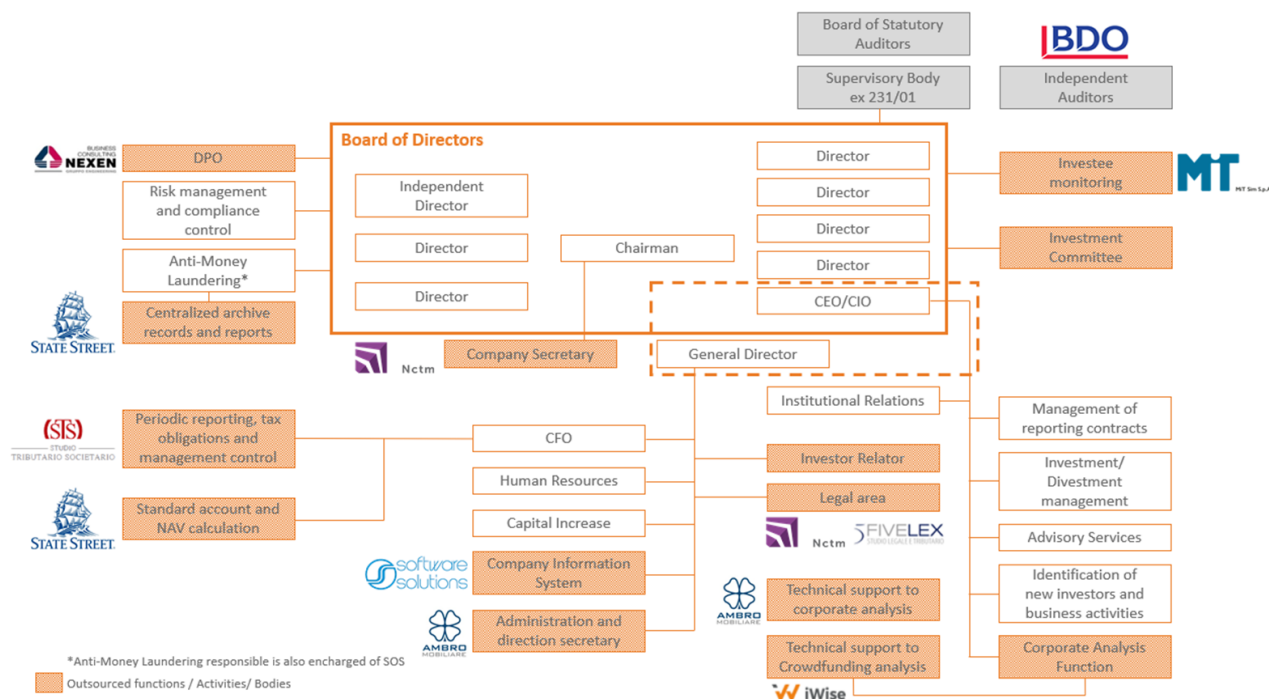 Board of Statutory
Auditors
BDO
Supervisory Body
ex 231/01
Independent
Auditors
Board of Directors
BUSINESS
CONSULTING
NEXEN
DPO
Risk management
and compliance
control
Anti-Money
Laundering*
STATE STREET
Centralized archive
records and reports
Independent
Director
Director
Director
Chairman
Director
Director
Director
Director
CEO/CIO
Investee
monitoring
MiT
MiT Sim S.p.A
Investment
Committee
Nctm
Company Secretary
General Director
Institutional Relations
(STS)
STUDIO
TRIBUTARIO SOCIETARIO
Periodic reporting, tax
obligations and
management control
STATE STREET
Standard account and
NAV calculation
CFO
Human Resources
Capital Increase
software
solutions
Company Information
System
AMBRO
MOBILIARE
Administration and
direction secretary
Investor Relator
Legal area
Nctm
5FIVELEX
STUDIO LEGALE E TRIBUTARIO
AMBRO
MOBILIARE
Technical support to
corporate analysis
Technical support to
Crowdfunding analysis
iWise
Management of
reporting contracts
Investment/
Divestment
management
Advisory Services
Identification of
new investors and
business activities
Corporate Analysis
Function
*Anti-Money Laundering responsible is also encharged of SOS
Outsourced functions / Activities/ Bodies